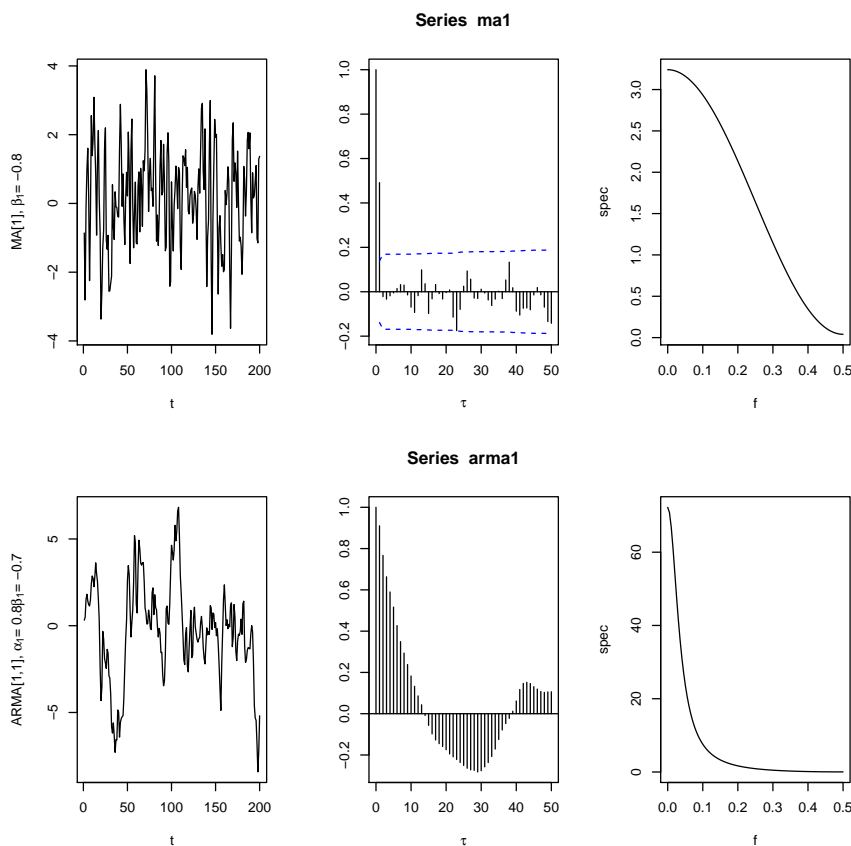 Series ma1
MA[1], β1= −0.8
4
2
0
−2
−4
0 50 100 150 200
t
1.0
0.8
0.6
0.4
0.2
0.0
−0.2
0 10 20 30 40 50
τ
spec
3.0
2.5
2.0
1.5
1.0
0.5
0.0
0.0 0.1 0.2 0.3 0.4 0.5
f
Series arma1
ARMA[1,1], α1= 0.8β1= −0.7
5
0
−5
0 50 100 150 200
t
1.0
0.8
0.6
0.4
0.2
0.0
−0.2
0 10 20 30 40 50
τ
spec
60
40
20
0
0.0 0.1 0.2 0.3 0.4 0.5
f